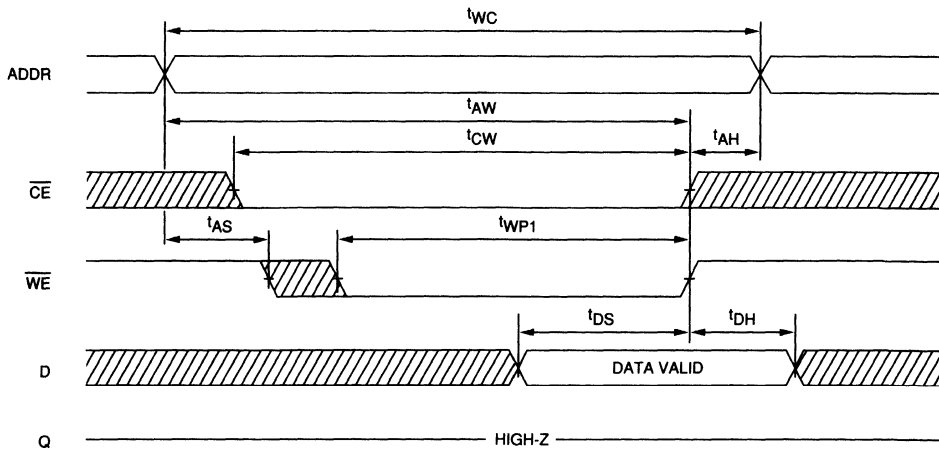 tWC
ADDR
tAW
tCW
tAH
CE
tAS
tWP1
WE
tDS
tDH
D
DATA VALID
Q
HIGH-Z